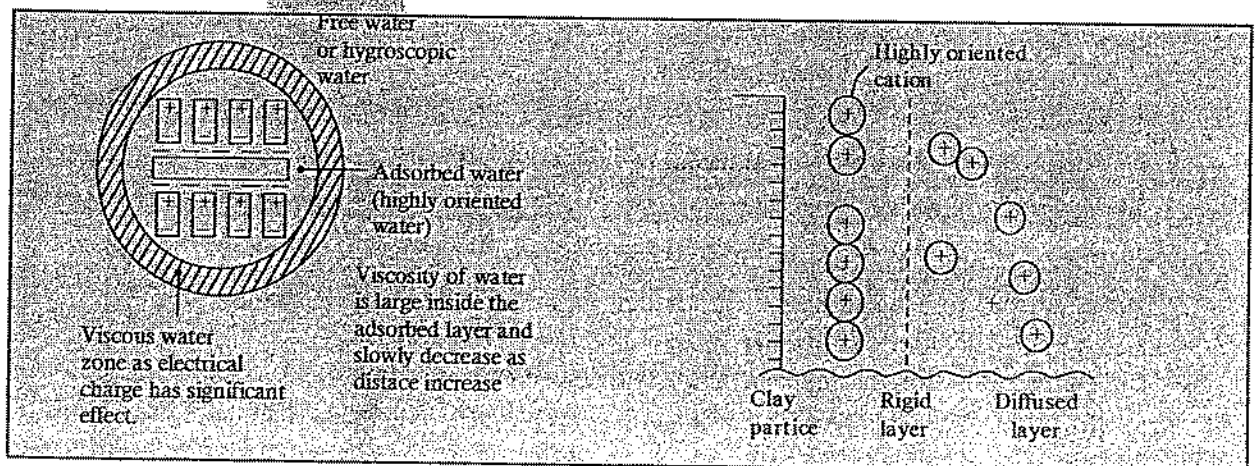 Free water
or hygroscopic
water
Adsorbed water
(highly oriented
water)
Viscosity of water
is large inside the
adsorbed layer and
slowly decrease as
distace increase
Viscous water
zone as electrical
charge has significant
effect.
Highly oriented
cation
Clay
partice
Rigid
layer
Diffused
layer